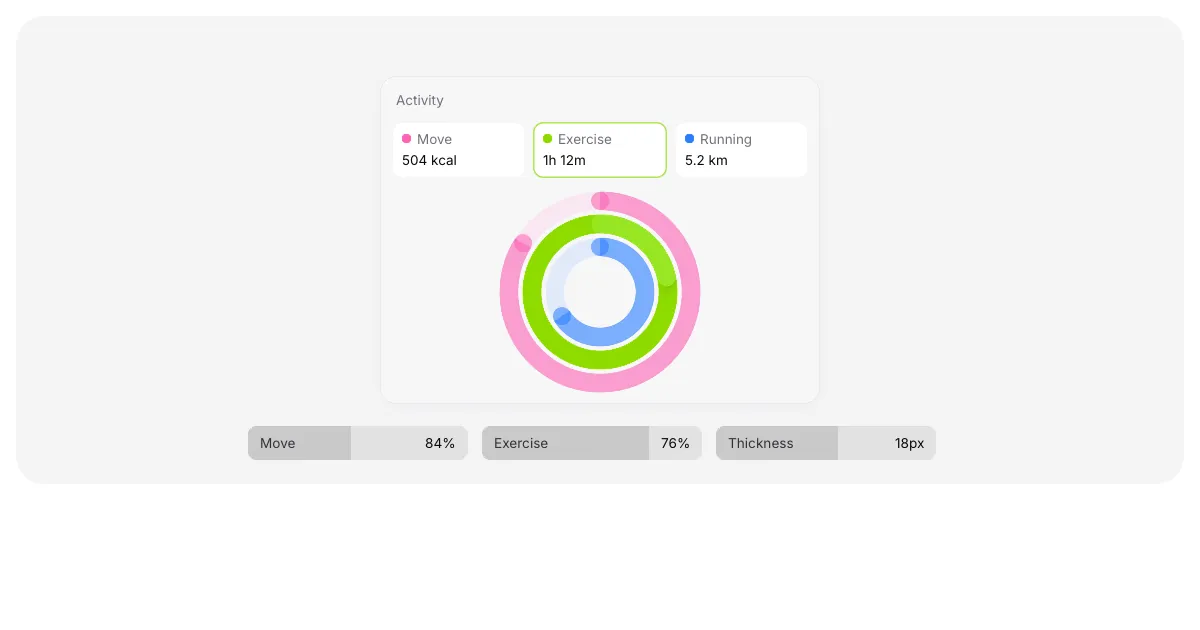 Activity
Move
504 kcal
Exercise
1h 12m
Running
5.2 km
Move 84%
Exercise 76%
Thickness 18px